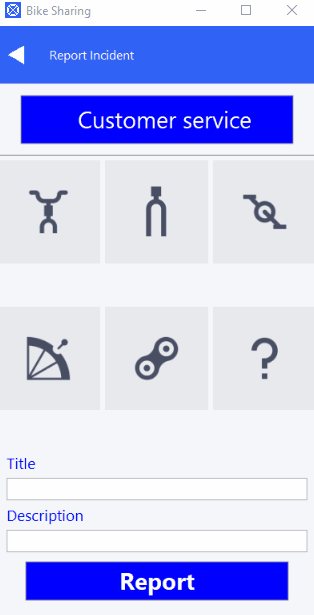 Bike Sharing
Report Incident
Customer service
?
Title
Description
Report